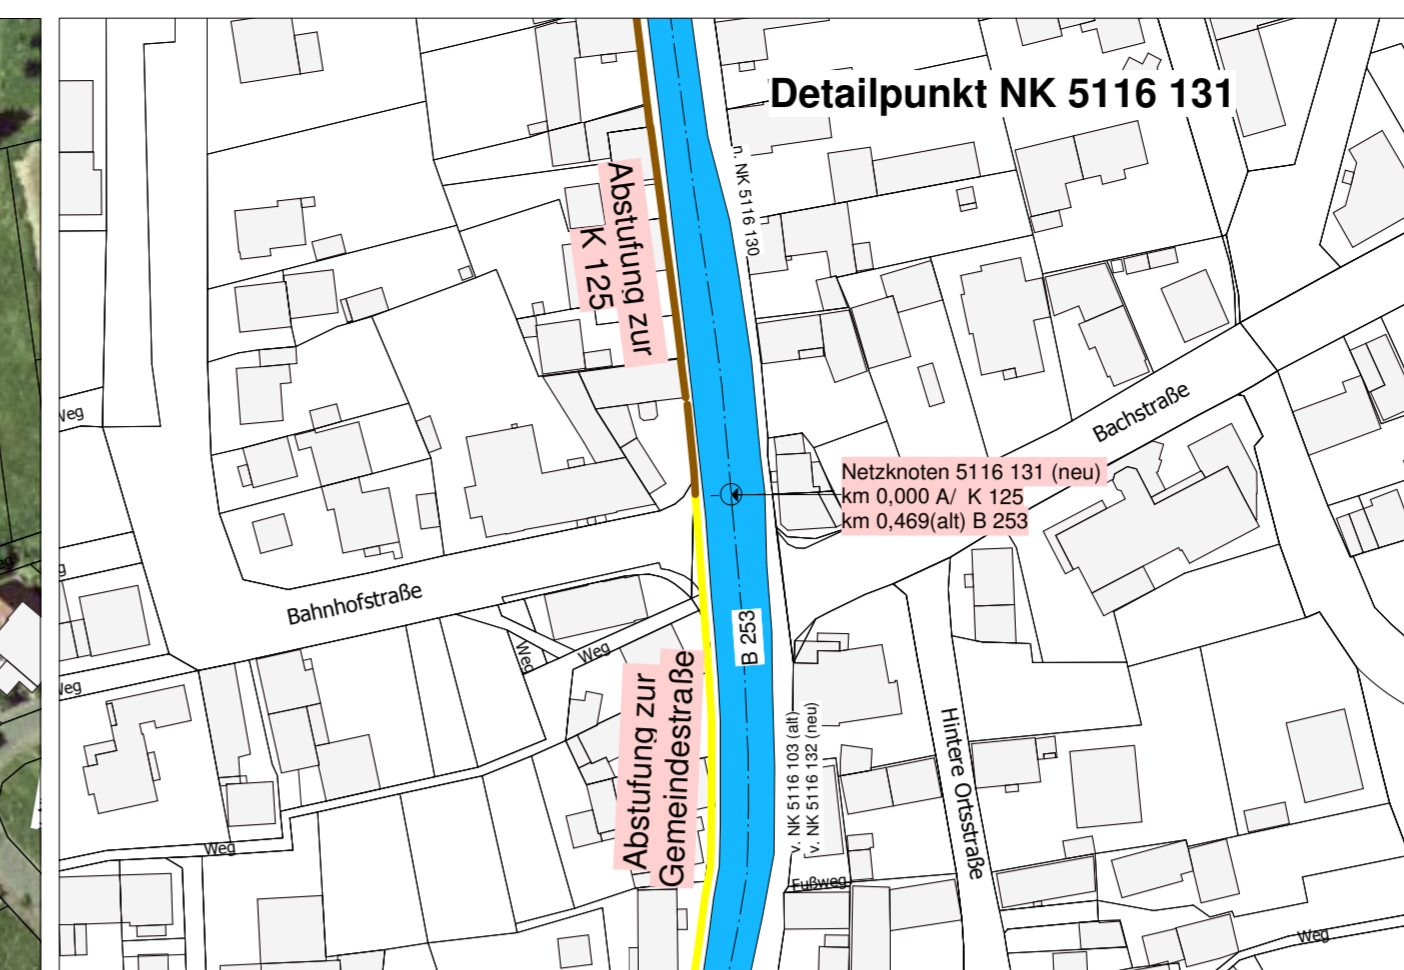 Detailpunkt NK 5116 131
n. NK 5116 130
Abstufung zur
K 125
Weg
Bachstraße
Netzknoten 5116 131 (neu)
km 0,000 A/ K 125
km 0,469(alt) B 253
Bahnhofstraße
B 253
Weg
Weg
Weg
Abstufung zur
Gemeindestraße
v. NK 5116 103 (alt)
v. NK 5116 132 (neu)
Hintere Ortsstraße
Weg
Fußweg
Weg